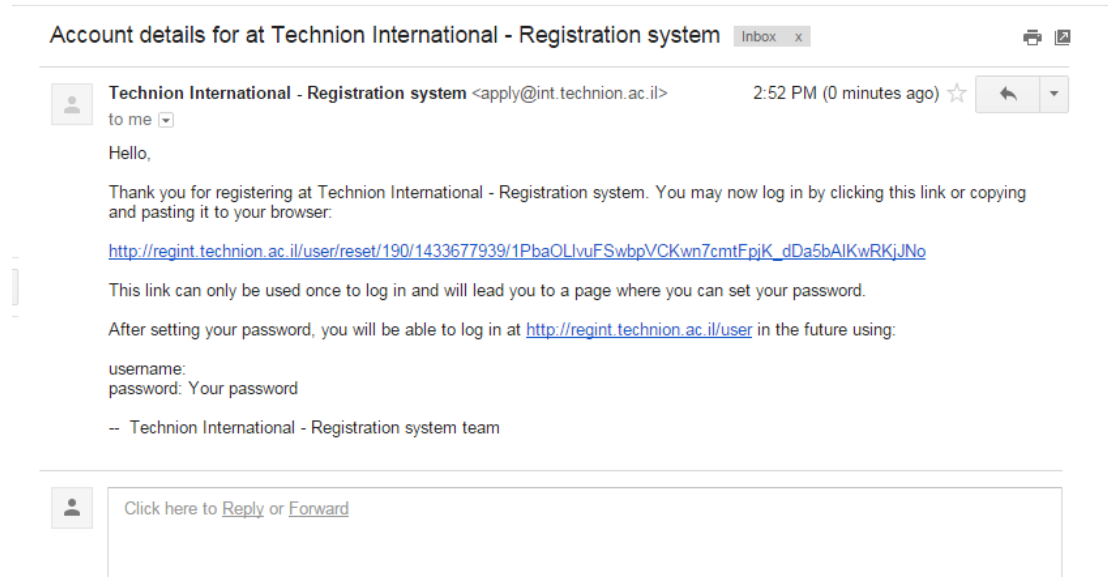 Account details for at Technion International - Registration system Inbox x
Technion International - Registration system <apply@int.technion.ac.il> 2:52 PM (0 minutes ago)
to me
Hello,
Thank you for registering at Technion International - Registration system. You may now log in by clicking this link or copying
and pasting it to your browser:
http://regint.technion.ac.il/user/reset/190/1433677939/1PbaOLlvuFSwbpVCKwn7cmtFpjK_dDa5bAlKwRKjJNo
This link can only be used once to log in and will lead you to a page where you can set your password.
After setting your password, you will be able to log in at http://regint.technion.ac.il/user in the future using:
username:
password: Your password
-- Technion International - Registration system team
Click here to Reply or Forward